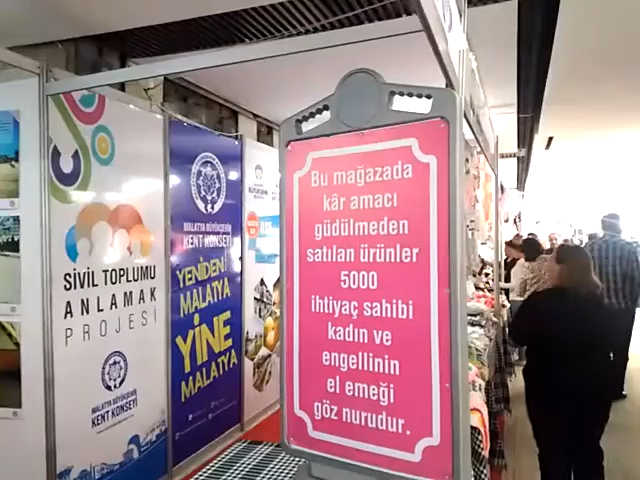 SİVİL TOPLUMU
ANLAMAK
PROJESİ
MALATYA BÜYÜKŞEHİR
KENT KONSEYİ
MALATYA BÜYÜKŞEHİR
KENT KONSEYİ
YENİDEN
MALATYA
YİNE
MALATYA
Bu mağazada
kâr amacı
güdülmeden
satılan ürünler
5000
ihtiyaç sahibi
kadın ve
engellinin
el emeği
göz nurudur.